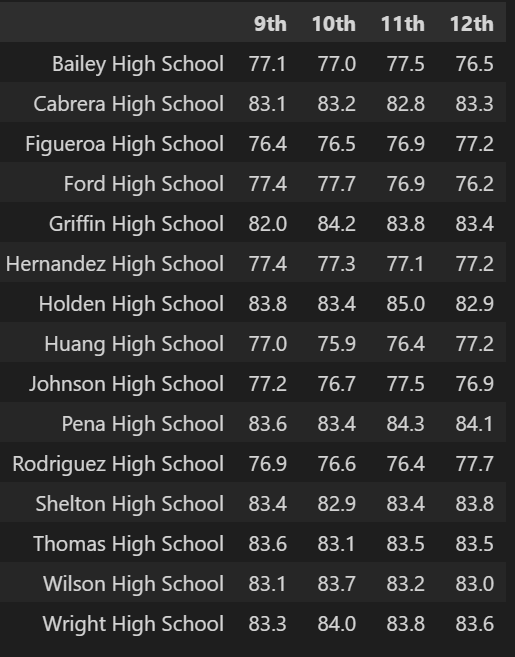 9th 10th 11th 12th
Bailey High School 77.1 77.0 77.5 76.5
Cabrera High School 83.1 83.2 82.8 83.3
Figueroa High School 76.4 76.5 76.9 77.2
Ford High School 77.4 77.7 76.9 76.2
Griffin High School 82.0 84.2 83.8 83.4
Hernandez High School 77.4 77.3 77.1 77.2
Holden High School 83.8 83.4 85.0 82.9
Huang High School 77.0 75.9 76.4 77.2
Johnson High School 77.2 76.7 77.5 76.9
Pena High School 83.6 83.4 84.3 84.1
Rodriguez High School 76.9 76.6 76.4 77.7
Shelton High School 83.4 82.9 83.4 83.8
Thomas High School 83.6 83.1 83.5 83.5
Wilson High School 83.1 83.7 83.2 83.0
Wright High School 83.3 84.0 83.8 83.6